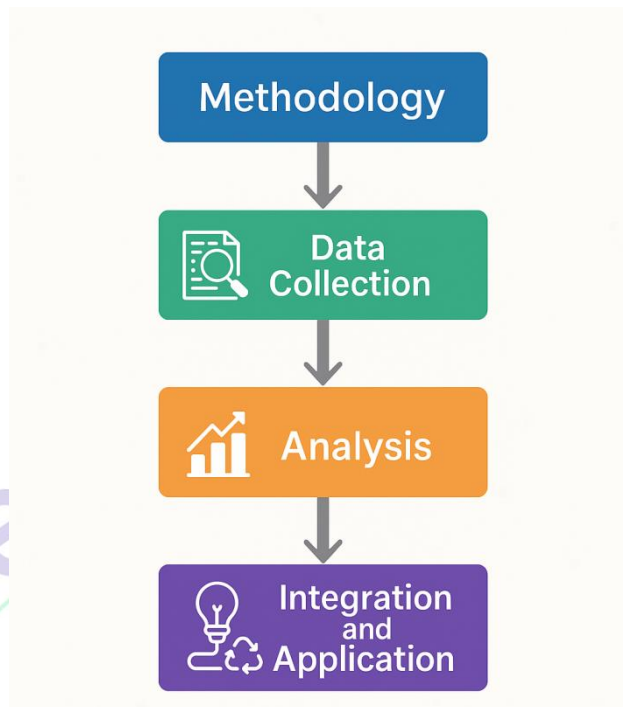 Methodology
Data
Collection
Analysis
Integration
and
Application